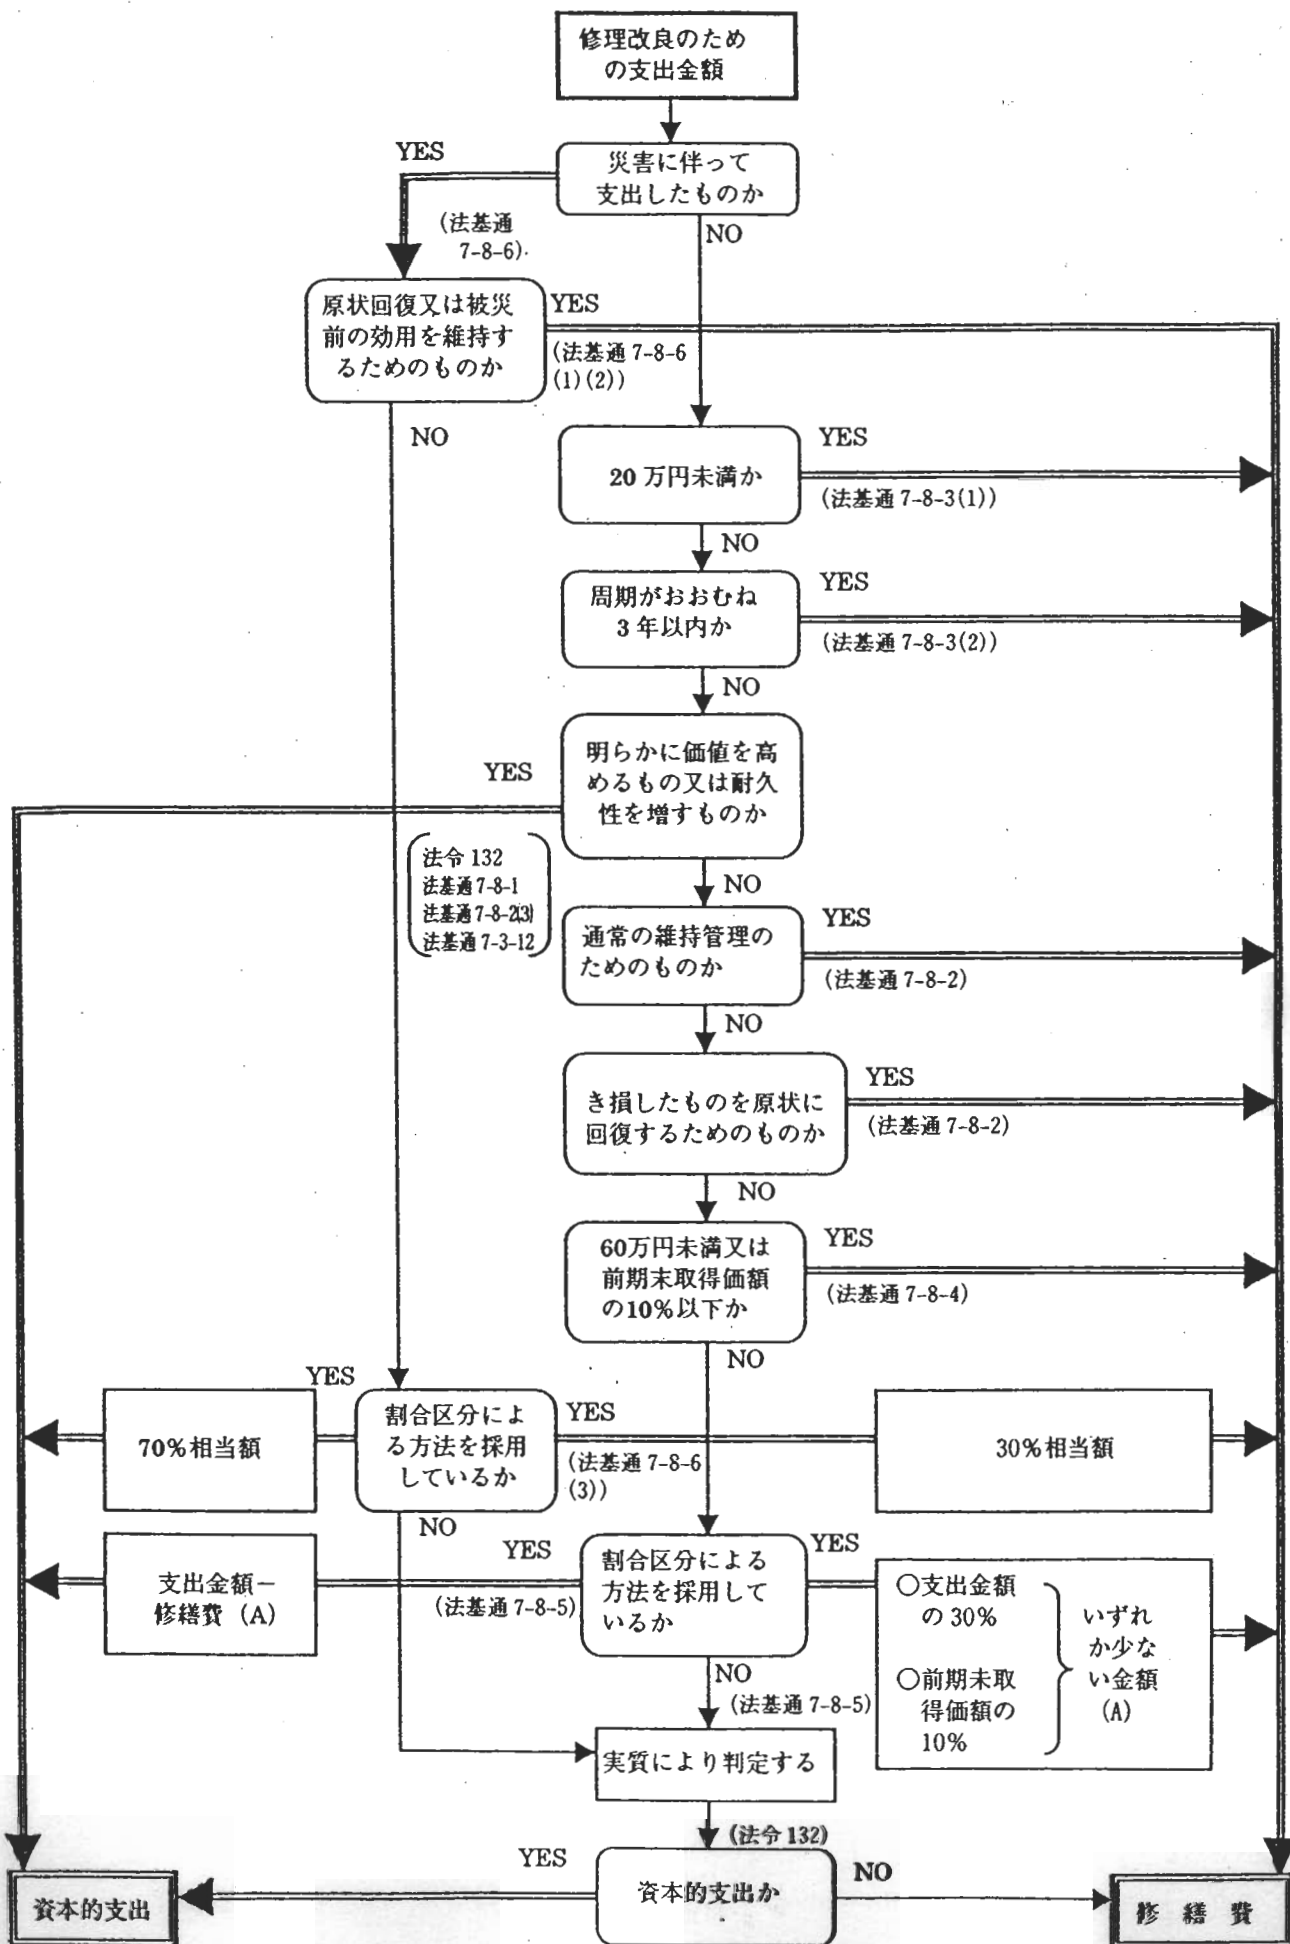 修理改良のため
の支出金額
災害に伴って
支出したものか
YES
(法基通
7-8-6)
NO
原状回復又は被災
前の効用を維持す
るためのものか
YES
(法基通7-8-6
(1)(2))
NO
20万円未満か
YES
(法基通7-8-3(1))
NO
周期がおおむね
3年以内か
YES
(法基通7-8-3(2))
NO
明らかに価値を高
めるもの又は耐久
性を増すものか
YES
法令132
法基通7-8-1
法基通7-8-2(3)
法基通7-3-12
NO
通常の維持管理の
ためのものか
YES
(法基通7-8-2)
NO
き損したものを原状に
回復するためのものか
YES
(法基通7-8-2)
NO
60万円未満又は
前期末取得価額
の10%以下か
YES
(法基通7-8-4)
NO
YES
70%相当額
割合区分によ
る方法を採用
しているか
YES
(法基通7-8-6
(3))
30%相当額
NO
YES
支出金額－
修繕費(A)
(法基通7-8-5)
割合区分による
方法を採用して
いるか
YES
○支出金額
の30%
○前期末取
得価額の
10%
いずれ
か少な
い金額
(A)
NO
(法基通7-8-5)
実質により判定する
(法令132)
YES
資本的支出か
NO
資本的支出
修繕費